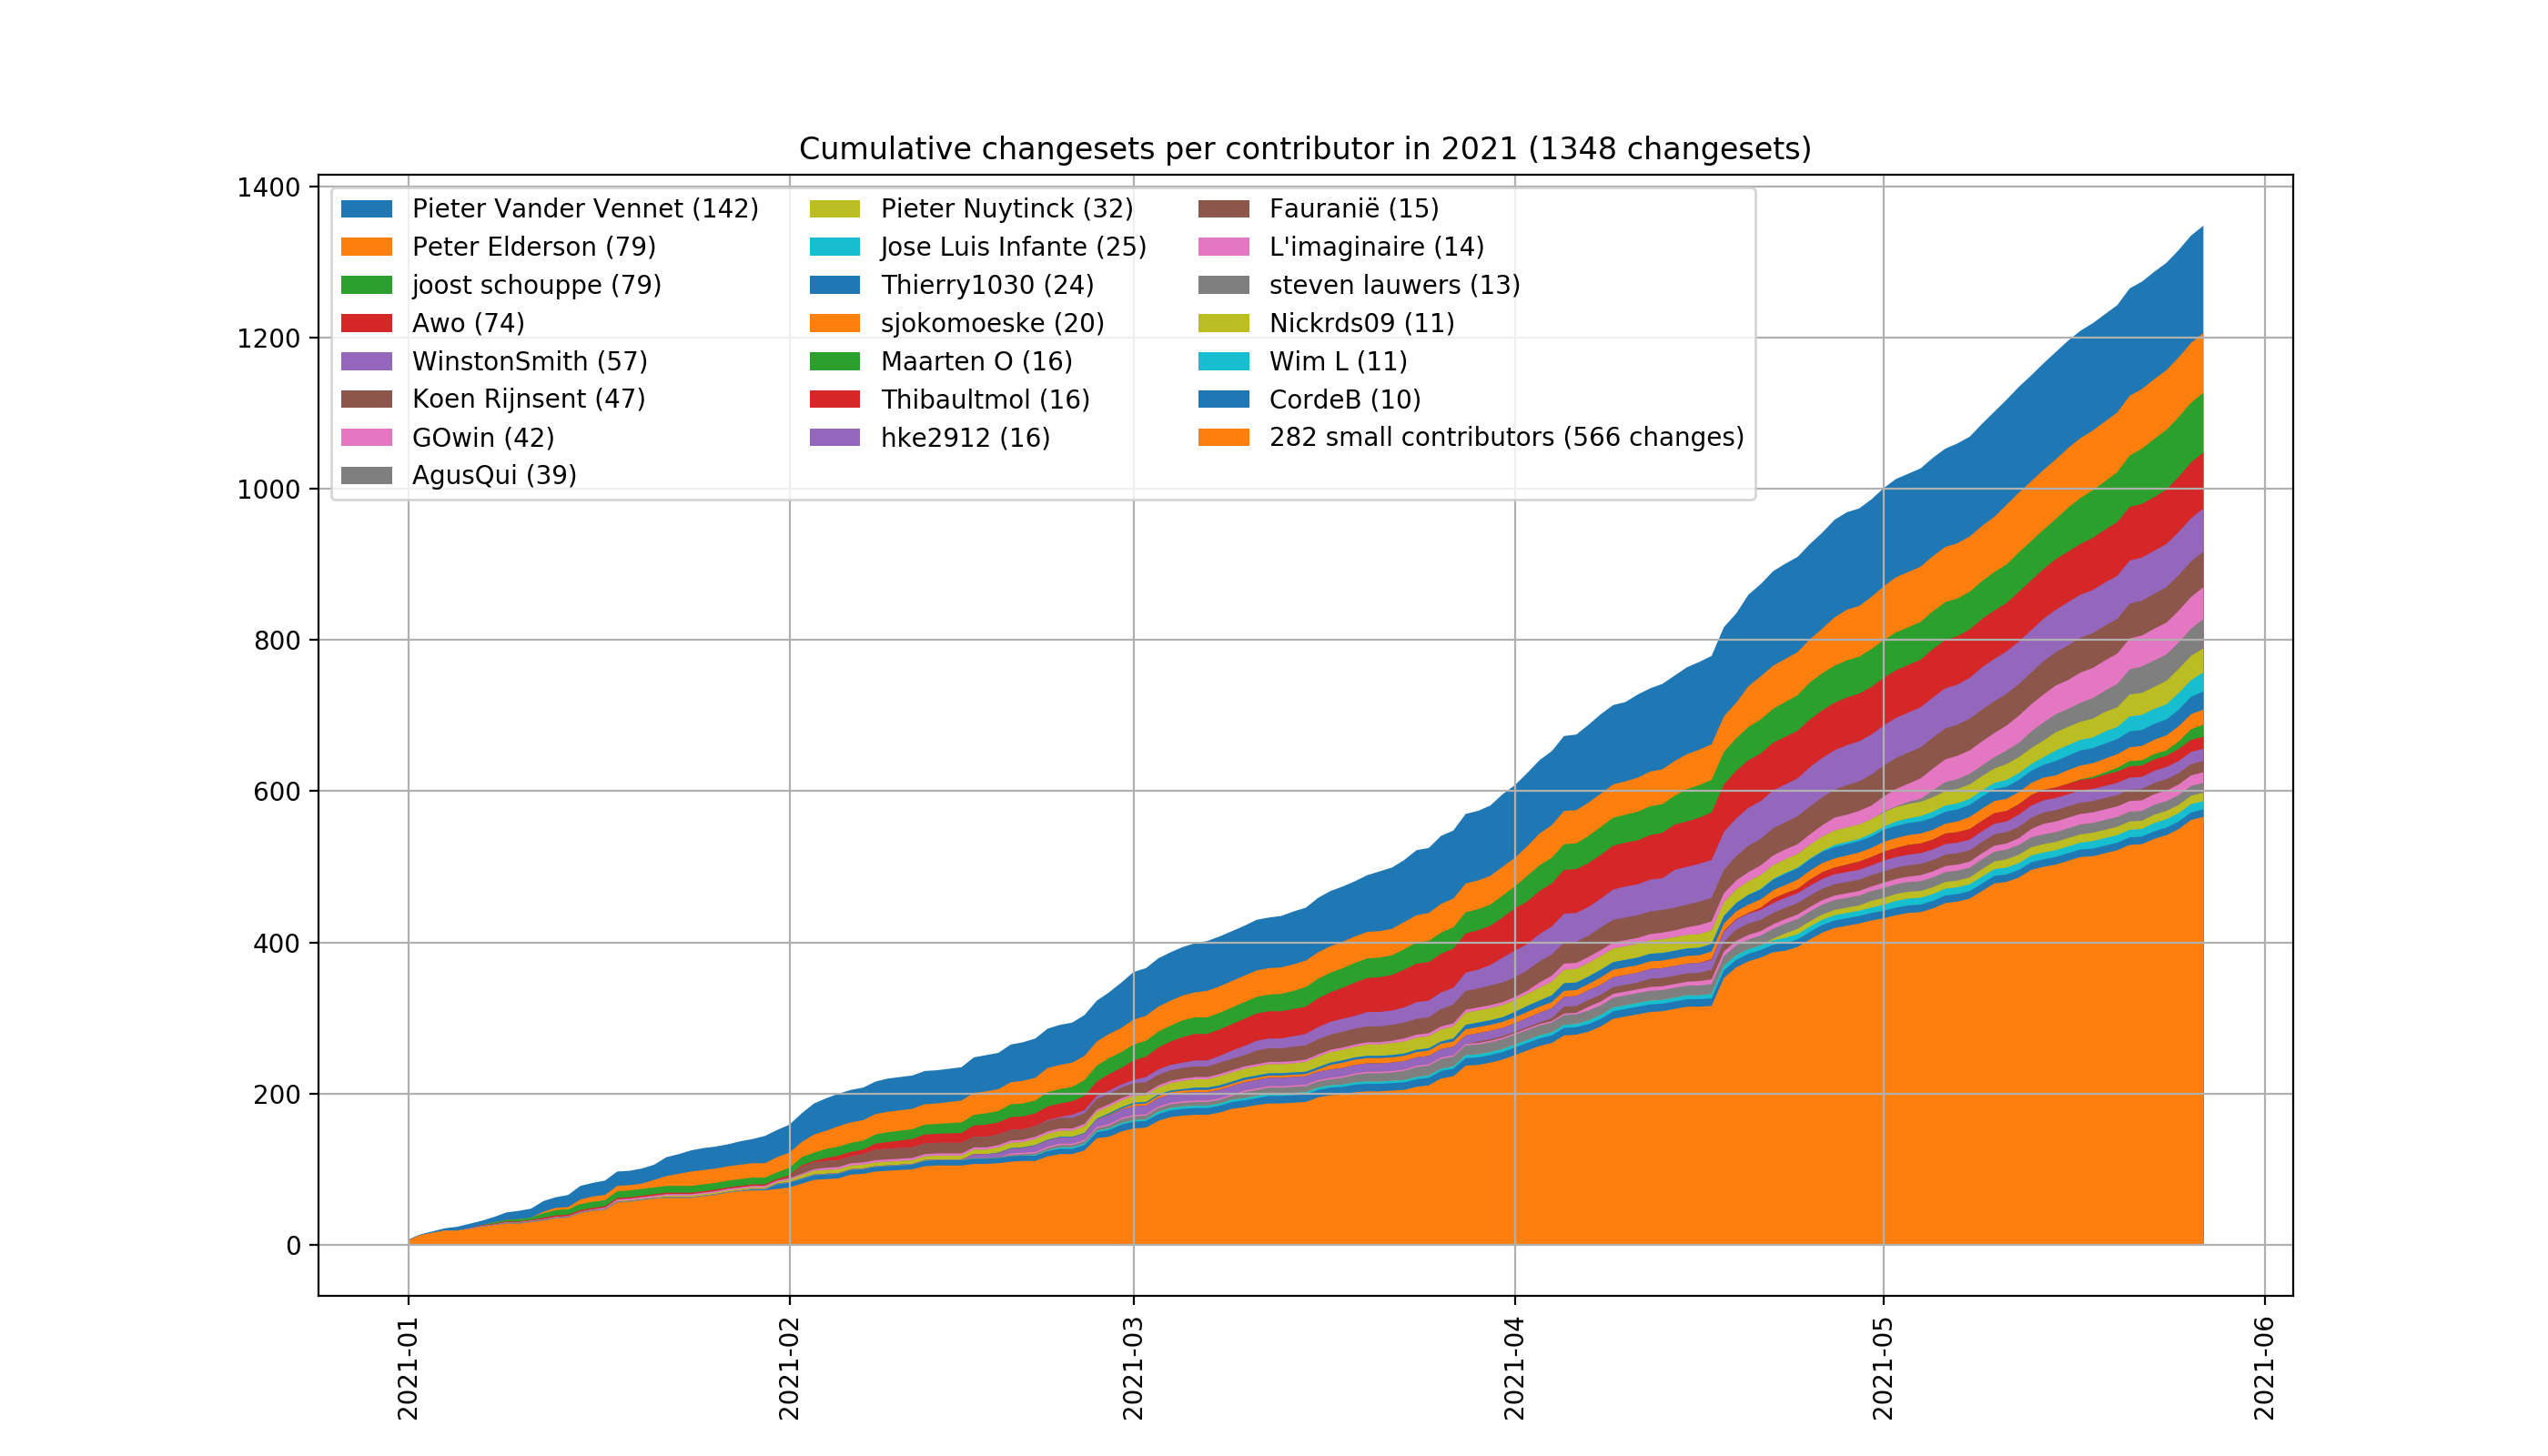 Cumulative changesets per contributor in 2021 (1348 changesets)
1400
1200
1000
800
600
400
200
0
Pieter Vander Vennet (142)
Peter Elderson (79)
joost schouppe (79)
Awo (74)
WinstonSmith (57)
Koen Rijnsent (47)
GOwin (42)
AgusQui (39)
Pieter Nuytinck (32)
Jose Luis Infante (25)
Thierry1030 (24)
sjokomoeske (20)
Maarten O (16)
Thibaultmol (16)
hke2912 (16)
Fauranië (15)
L'imaginaire (14)
steven lauwers (13)
Nickrds09 (11)
Wim L (11)
CordeB (10)
282 small contributors (566 changes)
2021-01
2021-02
2021-03
2021-04
2021-05
2021-06